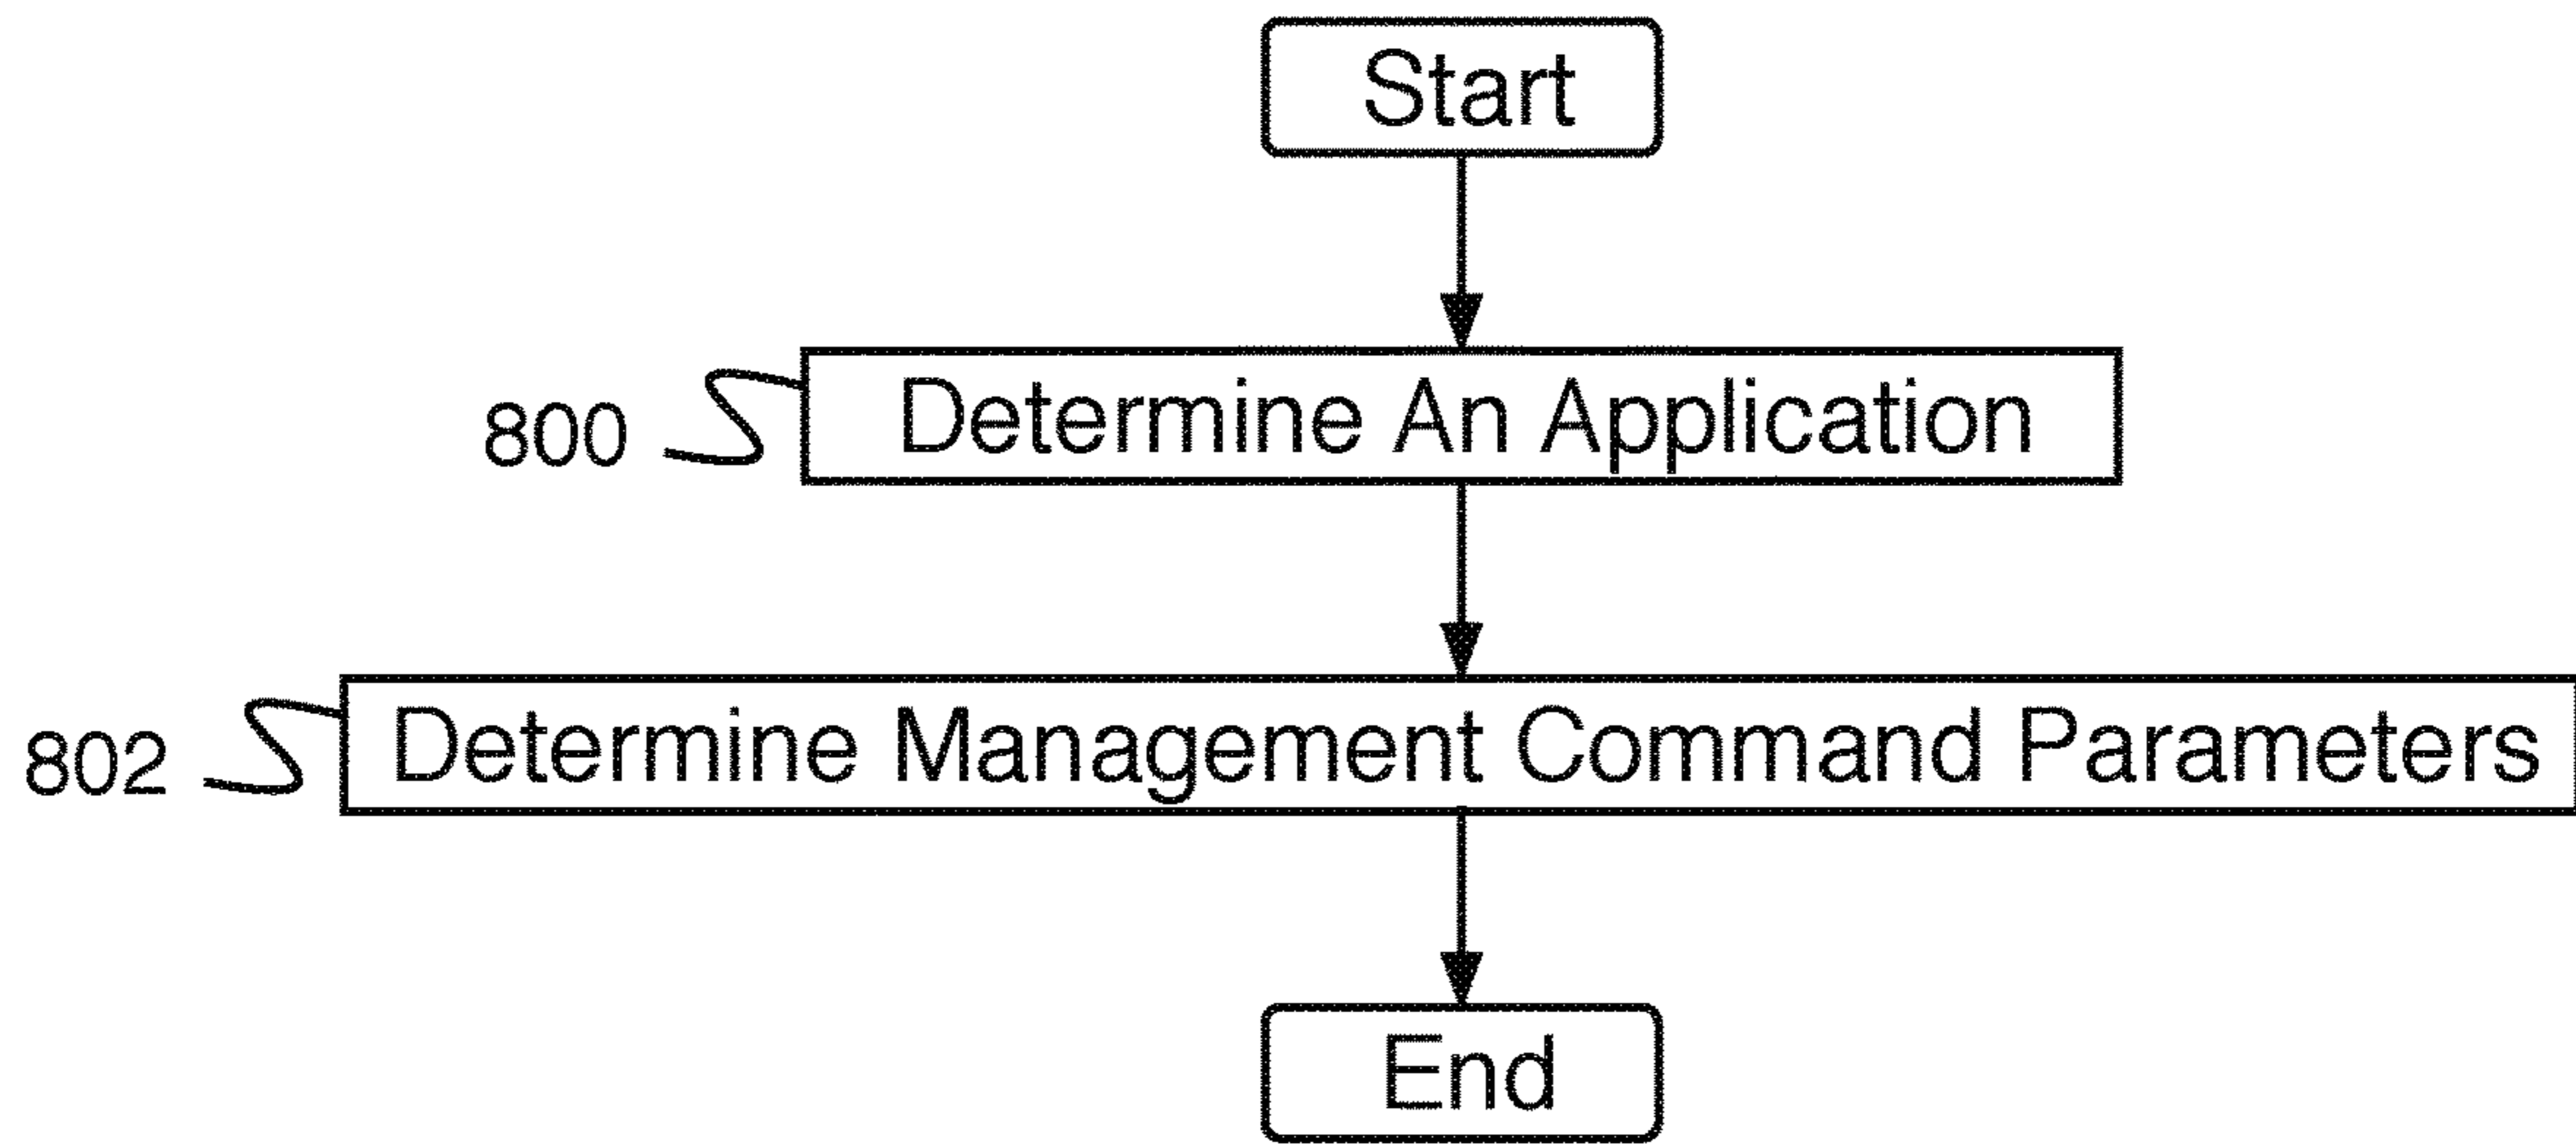 Start
800
Determine An Application
802
Determine Management Command Parameters
End